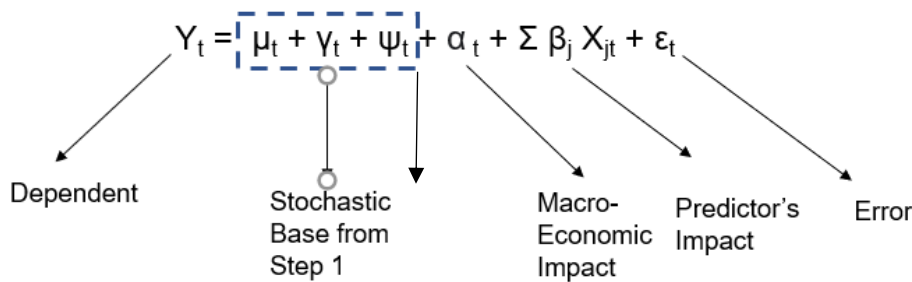 Yₜ = μₜ + γₜ + ψₜ + α ₜ + Σ βⱼ Xⱼₜ + εₜ
Dependent
Stochastic
Base from
Step 1
Macro-
Economic
Impact
Predictor's
Impact
Error